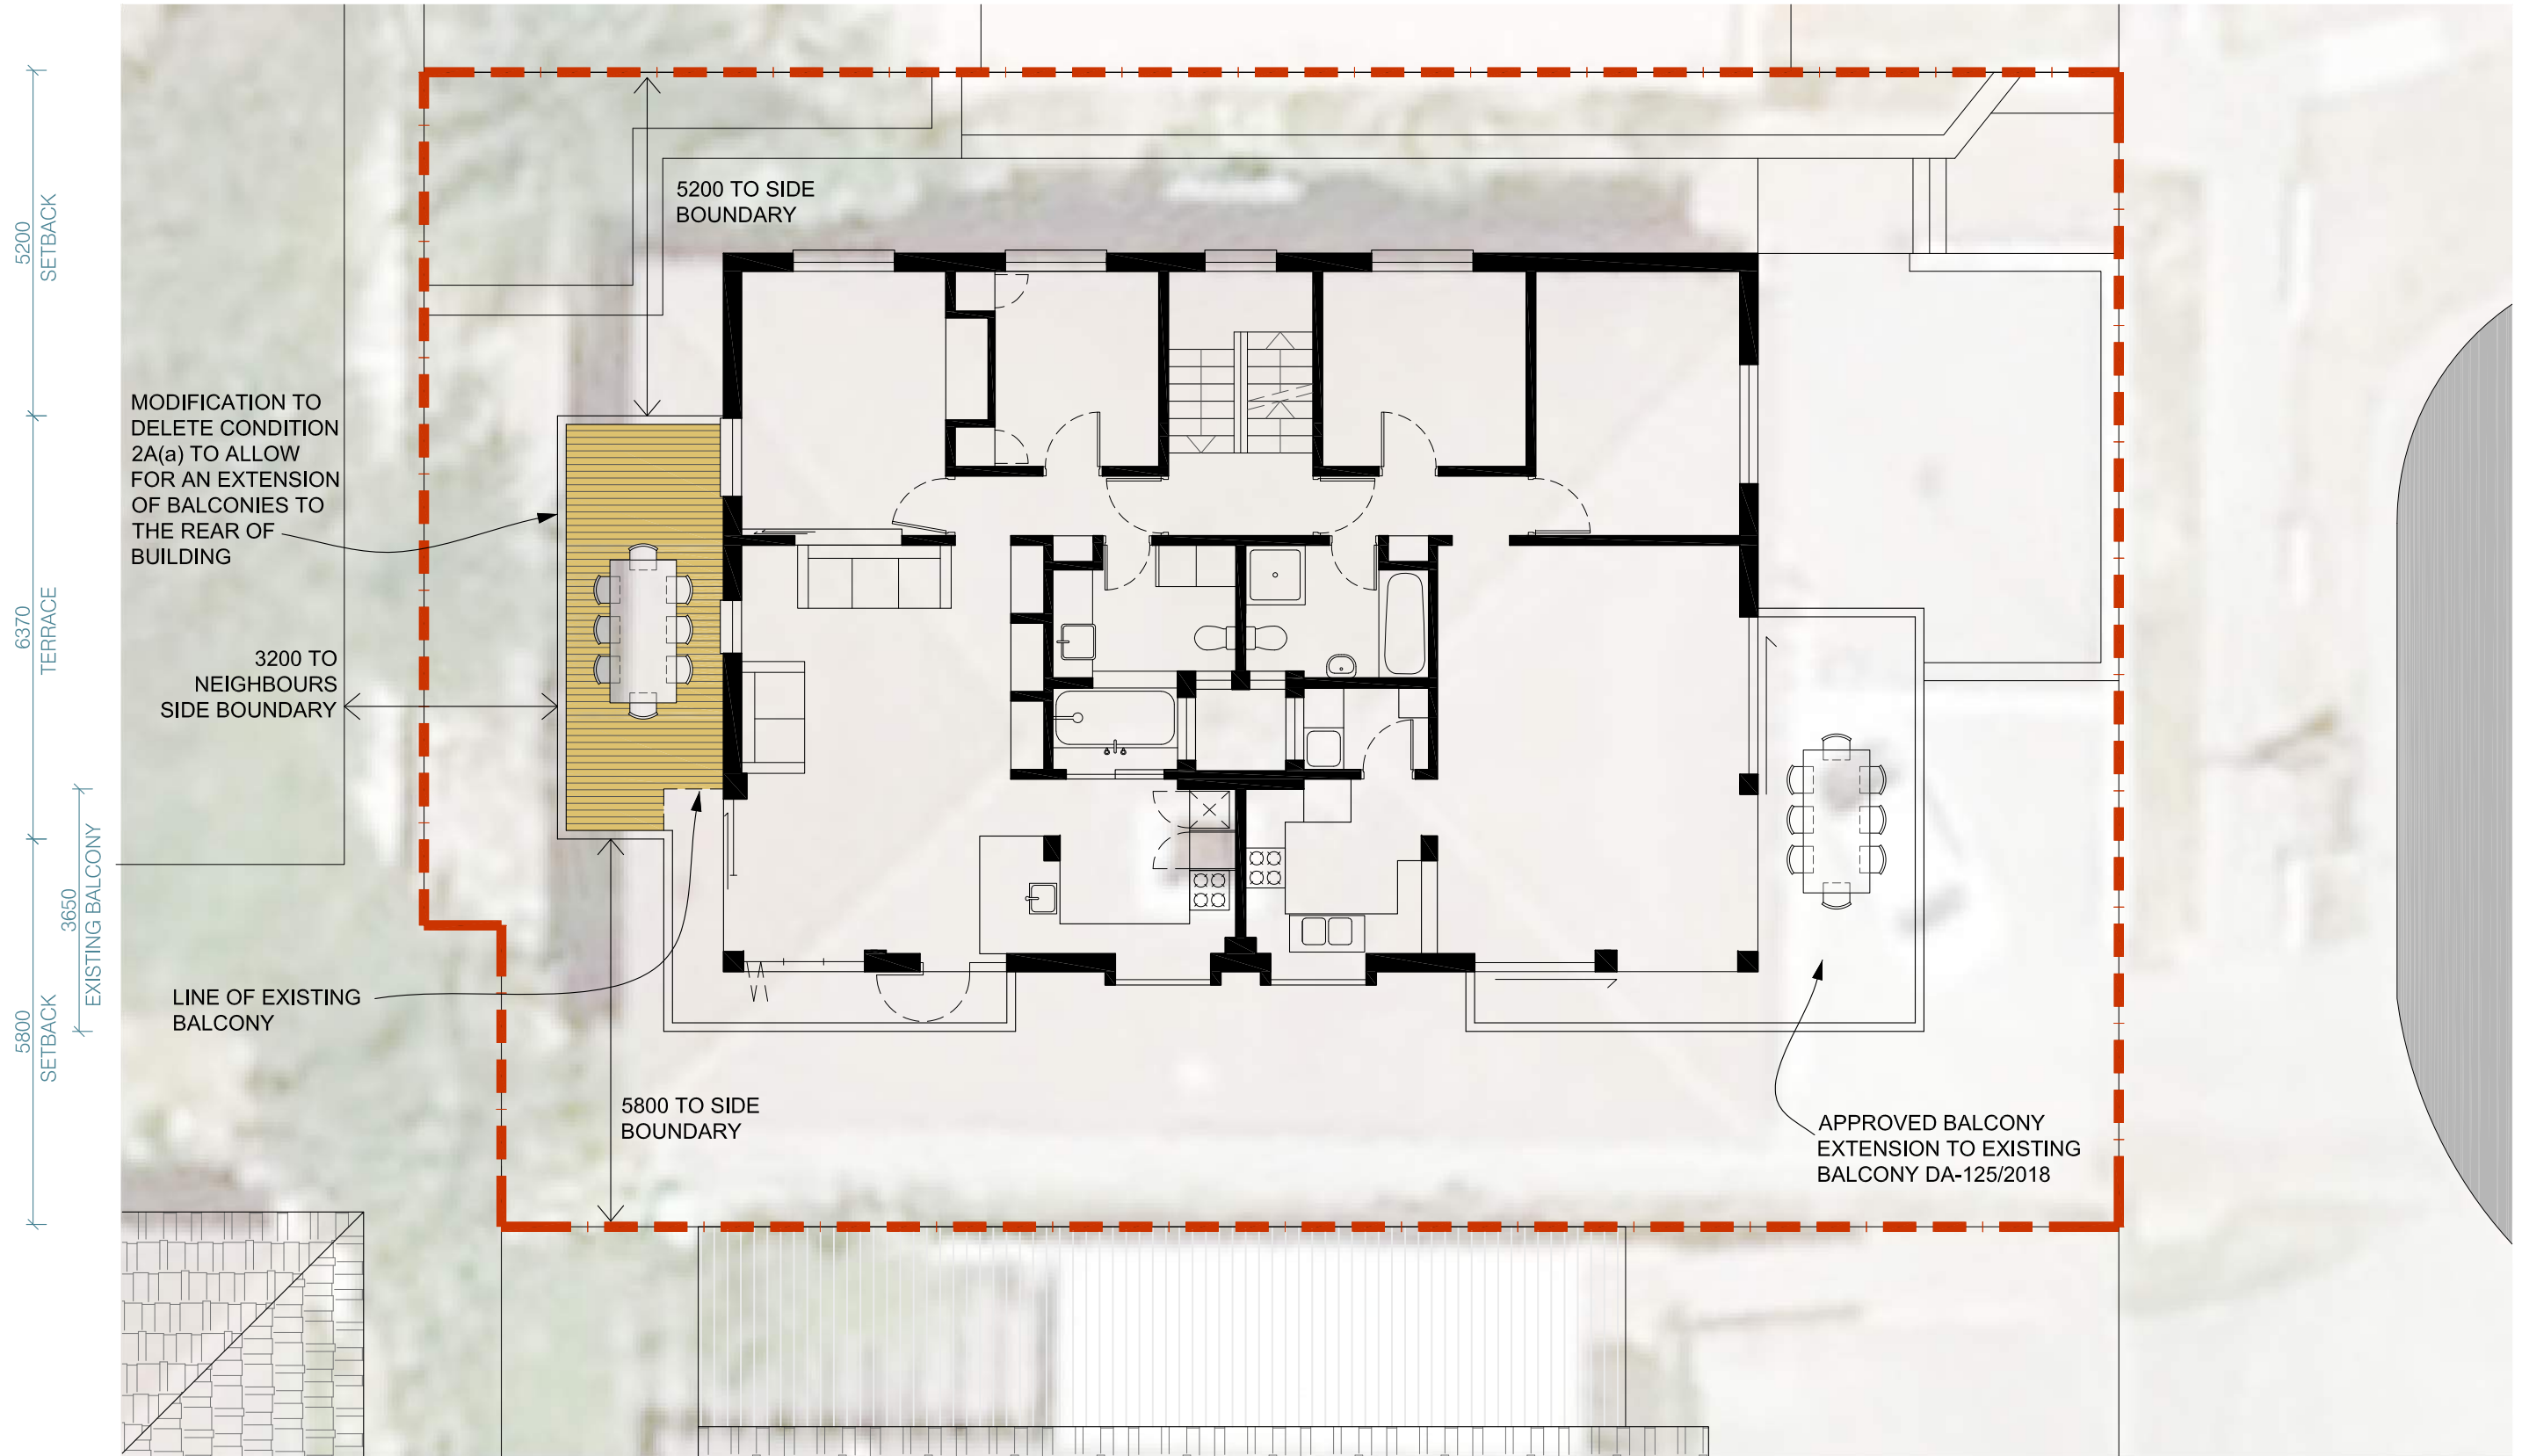 5200
SETBACK
6370
TERRACE
3650
EXISTING BALCONY
5800
SETBACK
5200 TO SIDE
BOUNDARY
MODIFICATION TO
DELETE CONDITION
2A(a) TO ALLOW
FOR AN EXTENSION
OF BALCONIES TO
THE REAR OF
BUILDING
3200 TO
NEIGHBOURS
SIDE BOUNDARY
LINE OF EXISTING
BALCONY
5800 TO SIDE
BOUNDARY
APPROVED BALCONY
EXTENSION TO EXISTING
BALCONY DA-125/2018